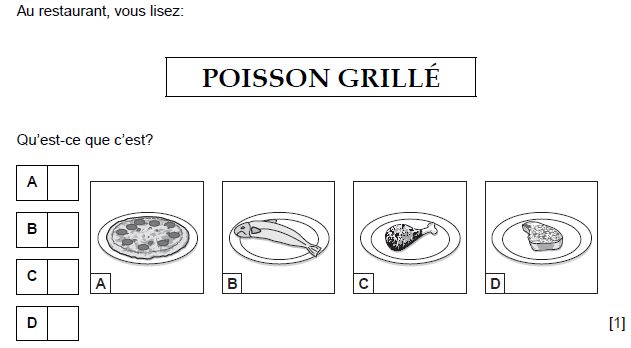 Au restaurant, vous lisez:
POISSON GRILLÉ
Qu'est-ce que c'est?
A
B
C
D
A
B
C
D
[1]